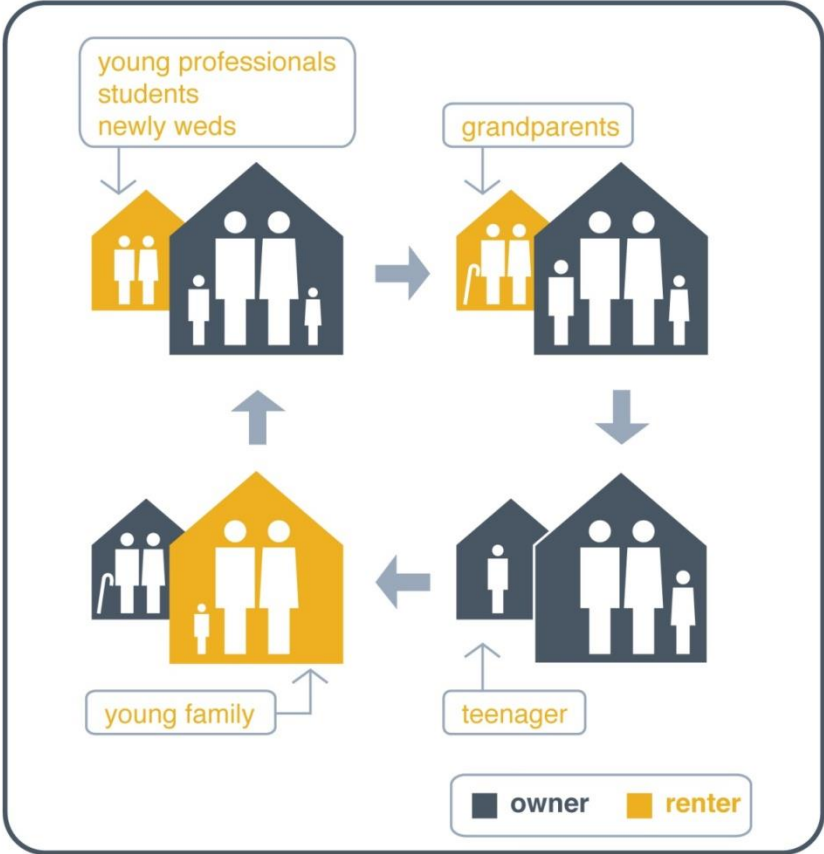 young professionals
students
newly weds
grandparents
young family
teenager
owner
renter